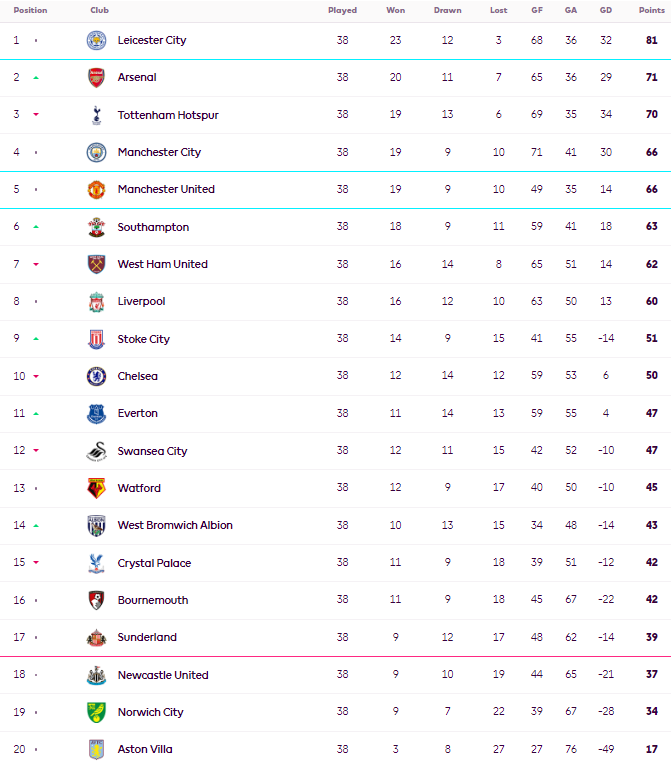 Position Club Played Won Drawn Lost GF GA GD Points
1 Leicester City 38 23 12 3 68 36 32 81
2 Arsenal 38 20 11 7 65 36 29 71
3 Tottenham Hotspur 38 19 13 6 69 35 34 70
4 Manchester City 38 19 9 10 71 41 30 66
5 Manchester United 38 19 9 10 49 35 14 66
6 Southampton 38 18 9 11 59 41 18 63
7 West Ham United 38 16 14 8 65 51 14 62
8 Liverpool 38 16 12 10 63 50 13 60
9 Stoke City 38 14 9 15 41 55 -14 51
10 Chelsea 38 12 14 12 59 53 6 50
11 Everton 38 11 14 13 59 55 4 47
12 Swansea City 38 12 11 15 42 52 -10 47
13 Watford 38 12 9 17 40 50 -10 45
14 West Bromwich Albion 38 10 13 15 34 48 -14 43
15 Crystal Palace 38 11 9 18 39 51 -12 42
16 Bournemouth 38 11 9 18 45 67 -22 42
17 Sunderland 38 9 12 17 48 62 -14 39
18 Newcastle United 38 9 10 19 44 65 -21 37
19 Norwich City 38 9 7 22 39 67 -28 34
20 Aston Villa 38 3 8 27 27 76 -49 17